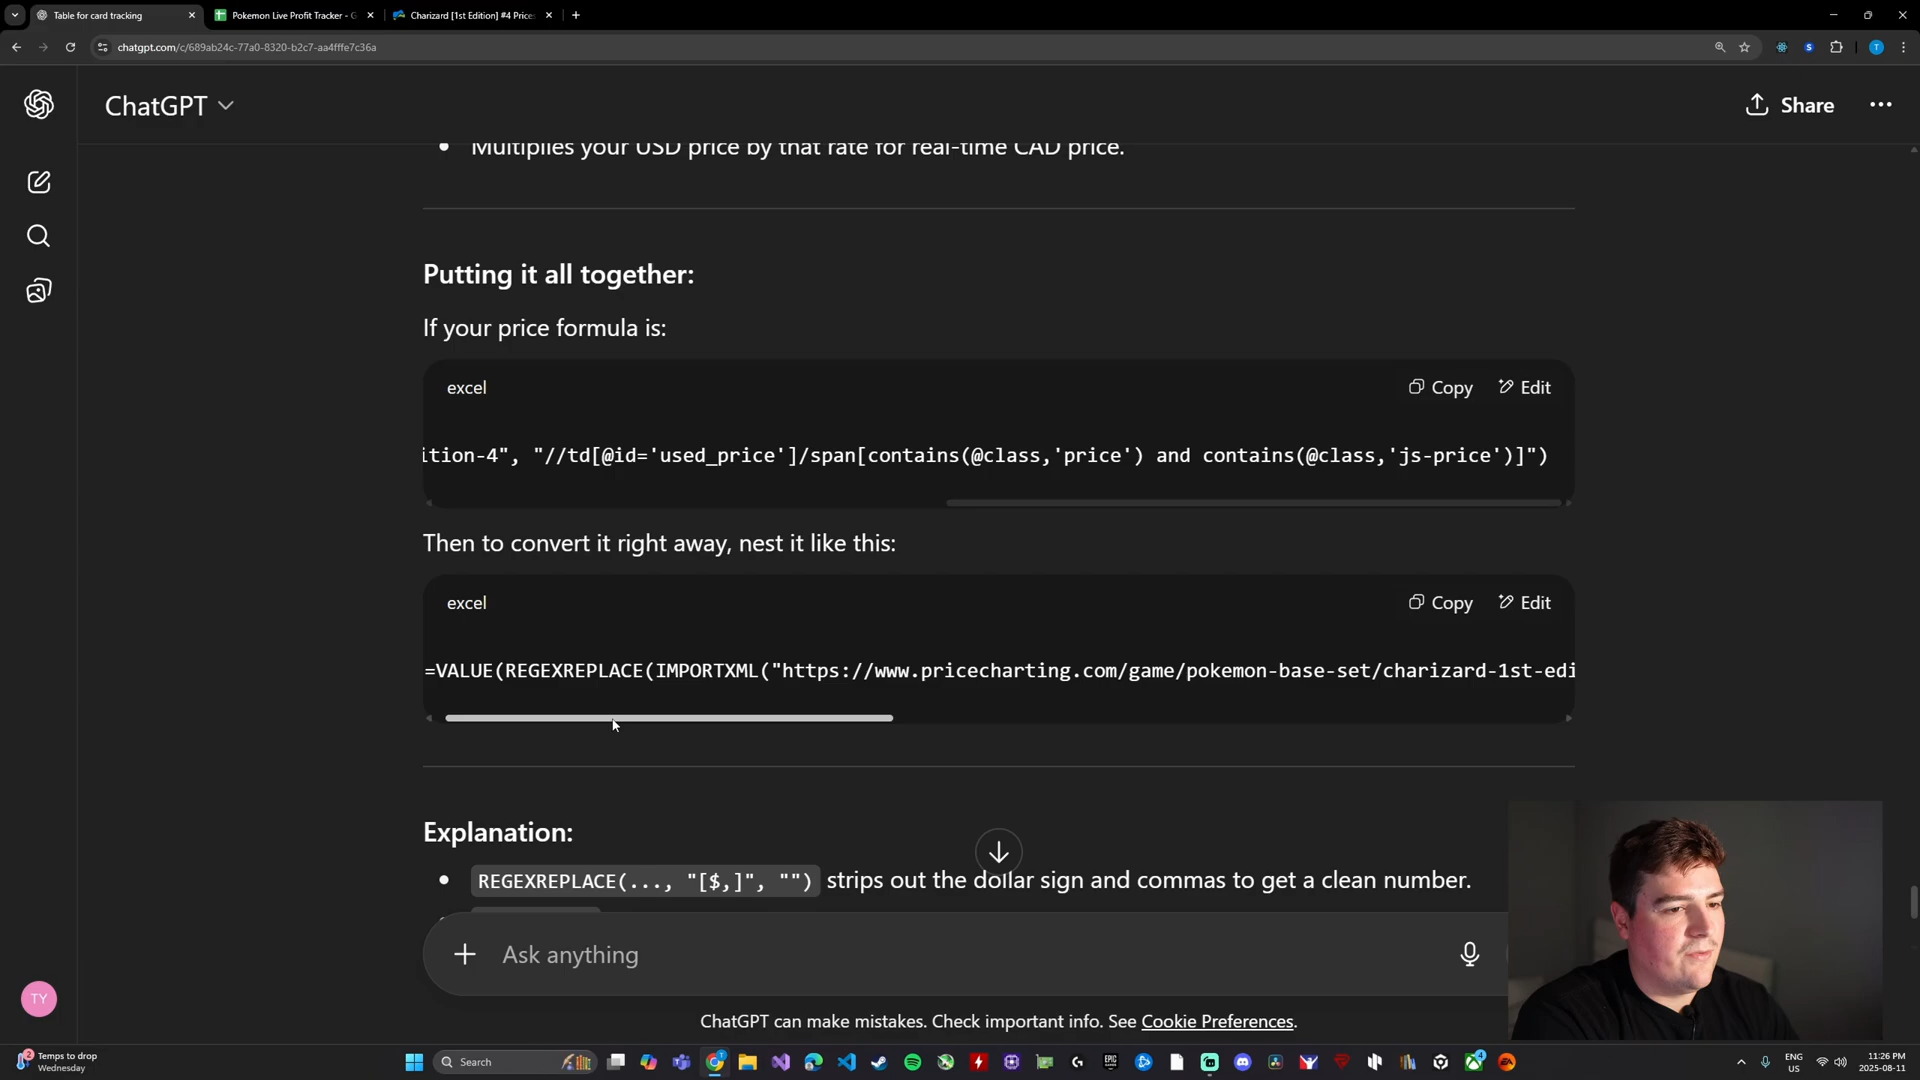 Table for card tracking
Pokemon Live Profit Tracker - G
Charizard [1st Edition] #4 Prices
chatgpt.com/c/689ab24c-77a0-8320-b2c7-aa4fffe7c36a
ChatGPT
Share
Multiplies your USD price by that rate for real-time CAD price.
Putting it all together:
If your price formula is:
excel
Copy
Edit
ition-4", "//td[@id='used_price']/span[contains(@class,'price') and contains(@class,'js-price')]")
Then to convert it right away, nest it like this:
excel
Copy
Edit
=VALUE(REGEXREPLACE(IMPORTXML("https://www.pricecharting.com/game/pokemon-base-set/charizard-1st-edi
Explanation:
REGEXREPLACE(..., "[$,]", "") strips out the dollar sign and commas to get a clean number.
Ask anything
TY
ChatGPT can make mistakes. Check important info. See Cookie Preferences.
Temps to drop
Wednesday
Search
ENG
US
11:26 PM
2025-08-11